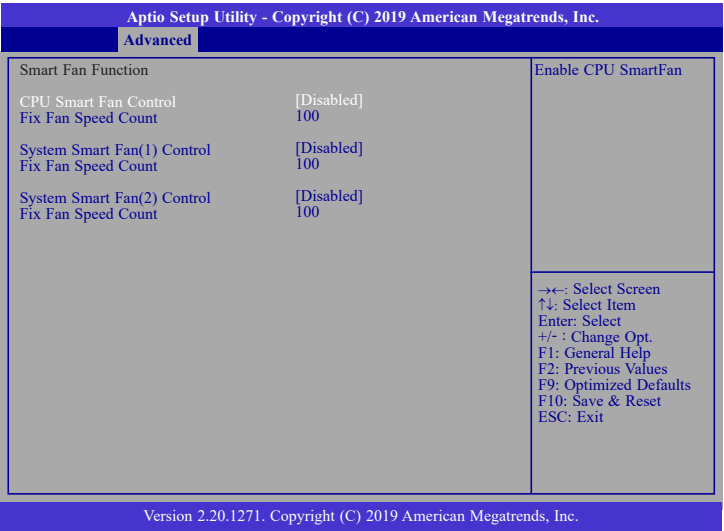 Aptio Setup Utility - Copyright (C) 2019 American Megatrends, Inc.
Advanced
Smart Fan Function
CPU Smart Fan Control [Disabled]
Fix Fan Speed Count 100
System Smart Fan(1) Control [Disabled]
Fix Fan Speed Count 100
System Smart Fan(2) Control [Disabled]
Fix Fan Speed Count 100
Enable CPU SmartFan
→←: Select Screen
↑↓: Select Item
Enter: Select
+/- : Change Opt.
F1: General Help
F2: Previous Values
F9: Optimized Defaults
F10: Save & Reset
ESC: Exit
Version 2.20.1271. Copyright (C) 2019 American Megatrends, Inc.